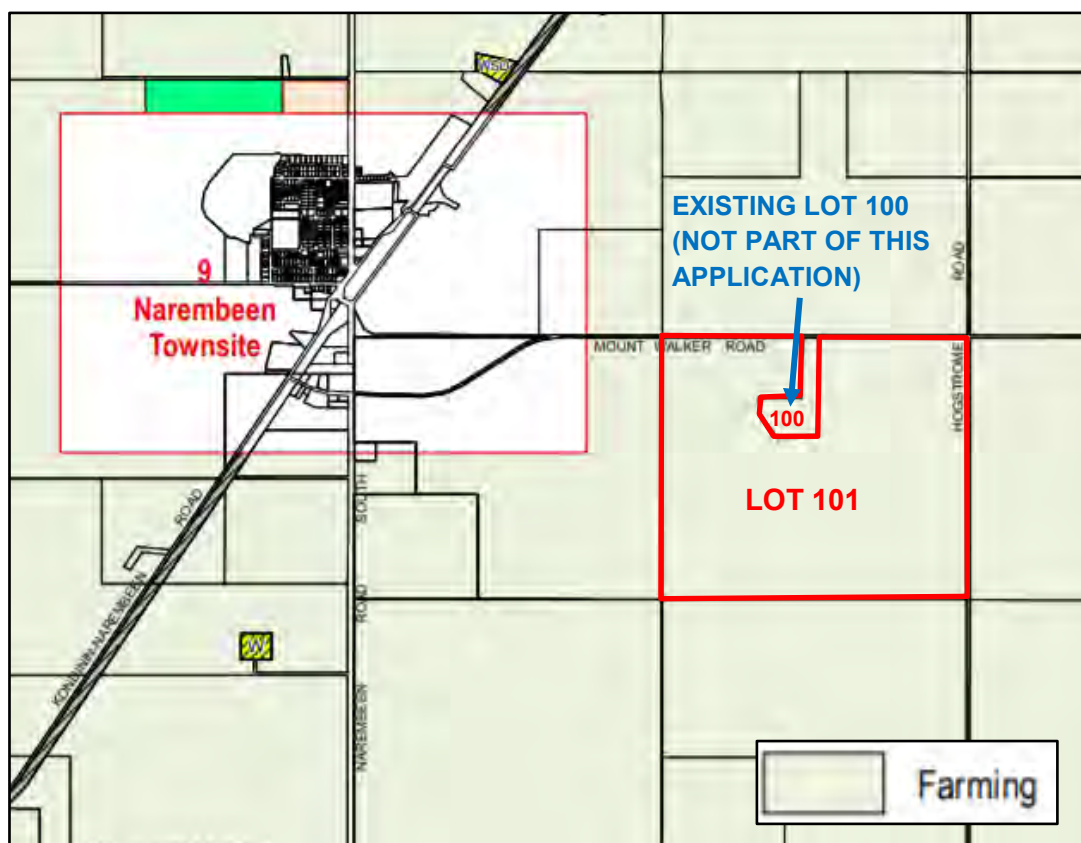 WSD
EXISTING LOT 100
(NOT PART OF THIS
APPLICATION)
ROAD
9
Narembeen
Townsite
MOUNT WALKER ROAD
HOGSTROME
100
LOT 101
SOUTH
ROAD
NAREMBEEN
KONDININ-NAREMBEEN ROAD
W
Farming